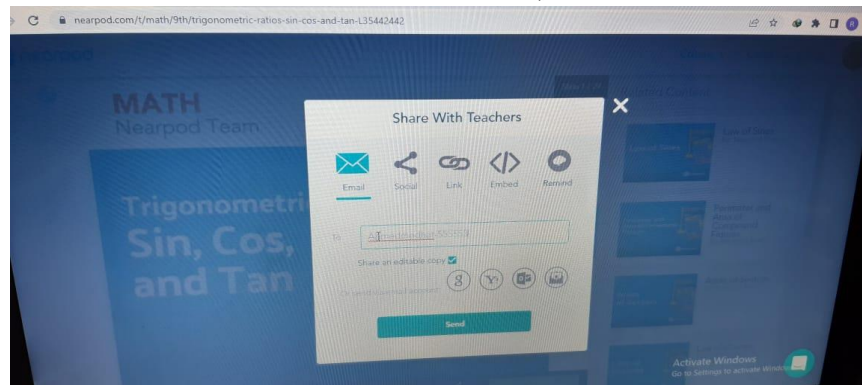 nearpod.com/t/math/9th/trigonometric-ratios-sin-cos-and-tan-L35442442
MATH
Nearpod Team
Trigonometri
Sin, Cos,
and Tan
Share With Teachers
Email Social Link Embed Remind
to
Share an editable copy
Send
Activate Windows
Go to Settings to activate Windows